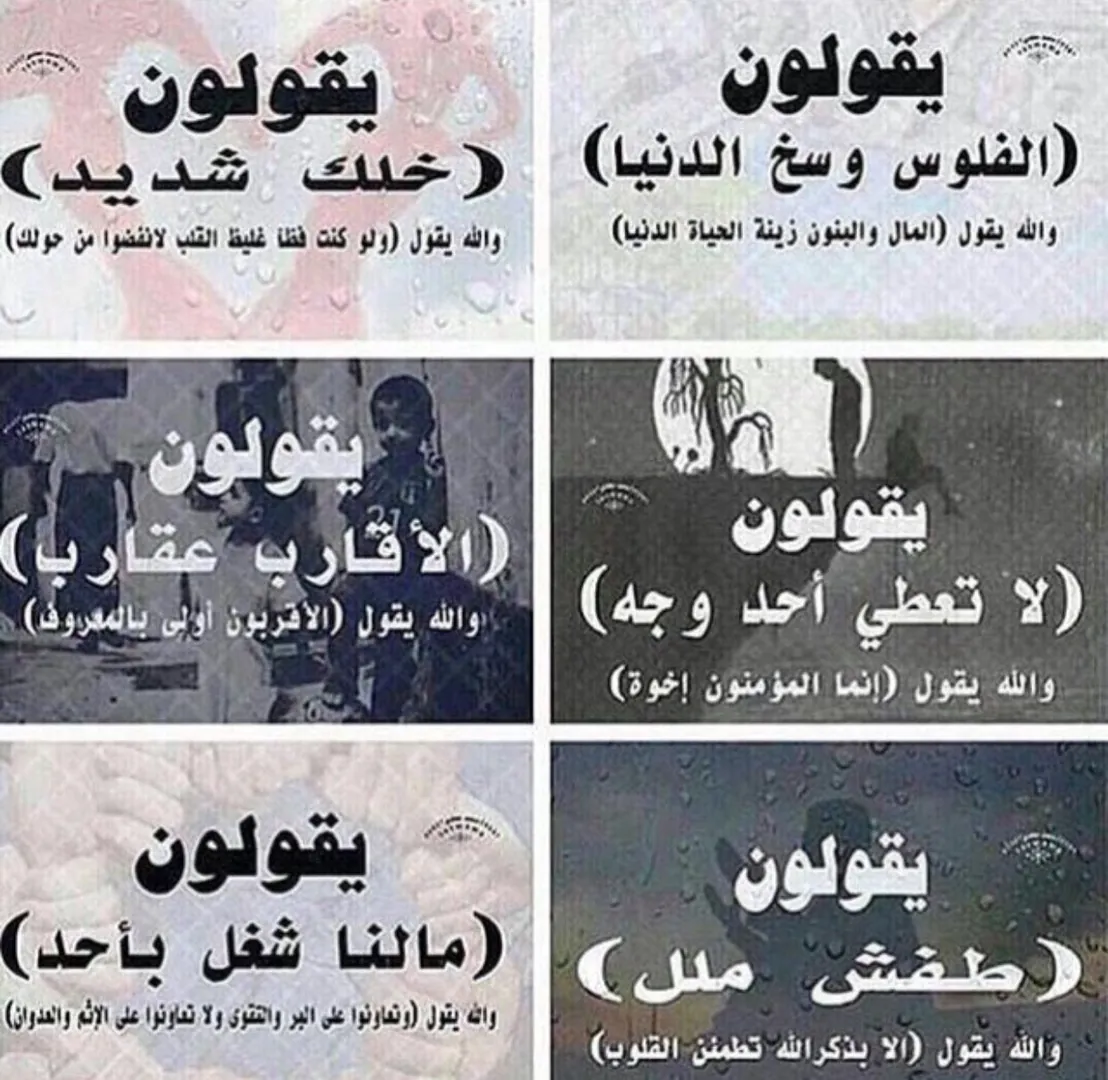 يقولون
(الفلوس وسخ الدنيا)
والله يقول (المال والبنون زينة الحياة الدنيا)
يقولون
(خلك شديد)
والله يقول (ولو كنت فظا غليظ القلب لانفضوا من حولك)
يقولون
(لا تعطي أحد وجه)
والله يقول (إنما المؤمنون إخوة)
يقولون
(الأقارب عقارب)
والله يقول (الأقربون أولى بالمعروف)
يقولون
(طفش ملل)
والله يقول (الا بذكرالله تطمئن القلوب)
يقولون
(مالنا شغل بأحد)
والله يقول (وتعاونوا على البر والتقوى ولا تعاونوا على الإثم والعدوان)